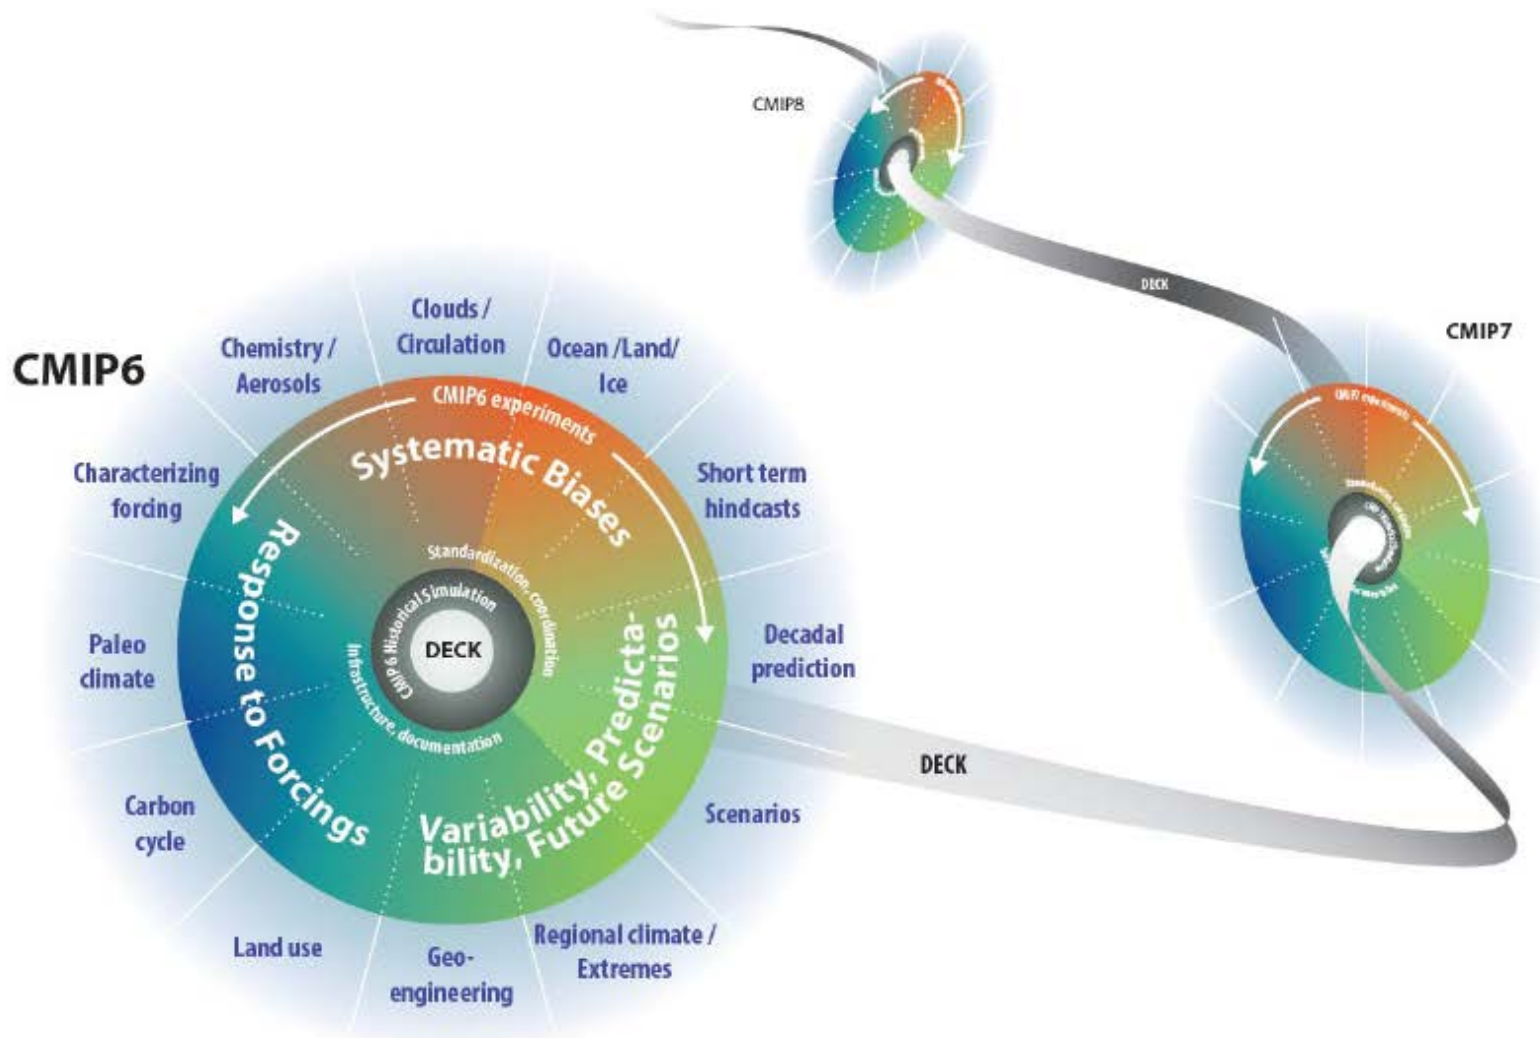 CMIP8
DECK
CMIP7
CMIP7 experiments
CMIP6
Clouds /
Circulation
Chemistry /
Aerosols
Ocean /Land/
Ice
CMIP6 experiments
Systematic Biases
Characterizing
forcing
Short term
hindcasts
Response to Forcings
Standardization, coordination
CMIP6 Historical Simulation
DECK
Infrastructure, documentation
Paleo
climate
Decadal
prediction
Variability, Predicta-
bility, Future Scenarios
DECK
Carbon
cycle
Scenarios
Land use
Geo-
engineering
Regional climate /
Extremes